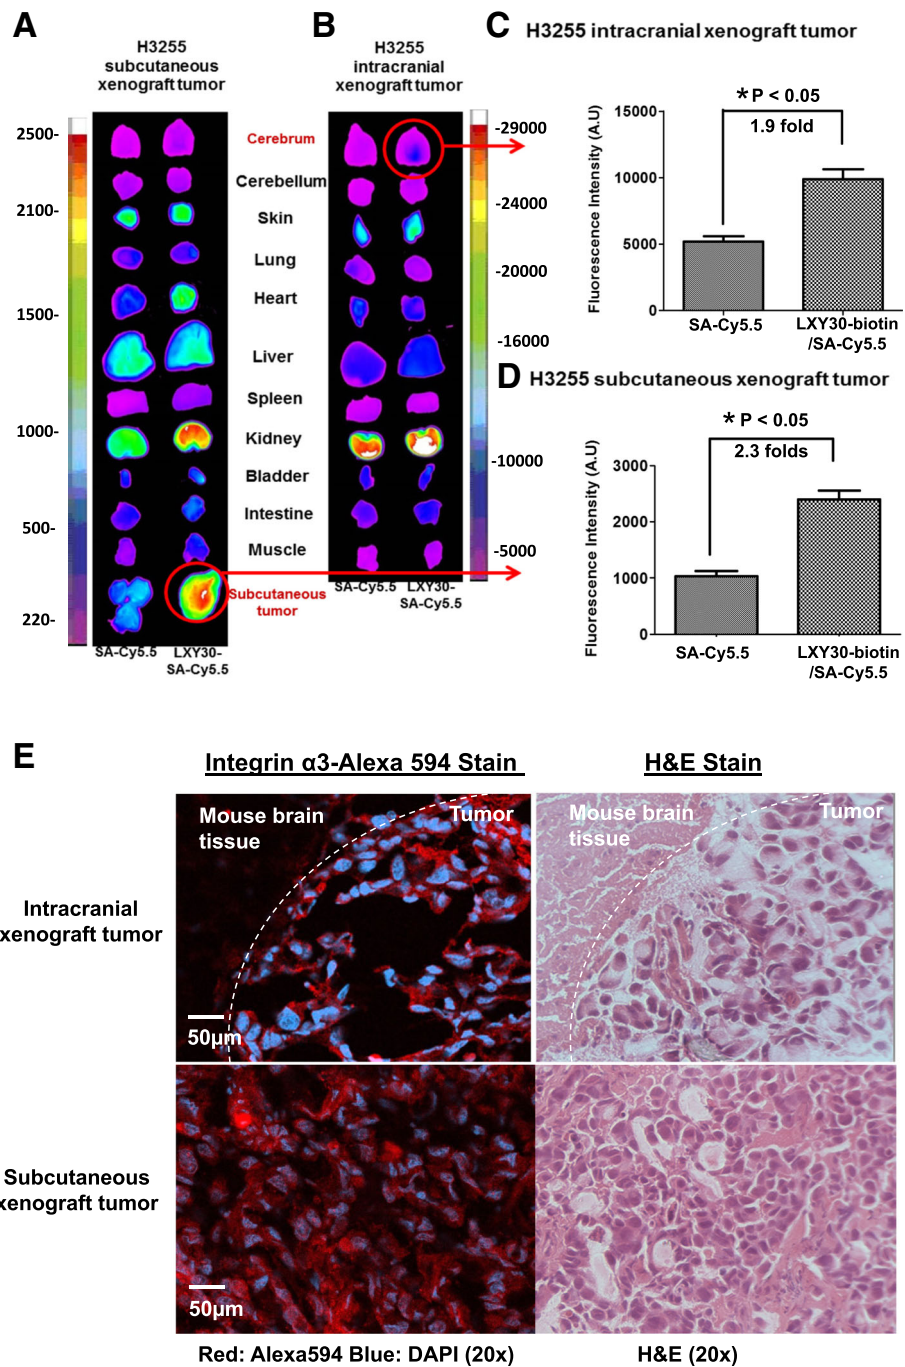 A
B
C
H3255 intracranial xenograft tumor
H3255
subcutaneous
xenograft tumor
H3255
intracranial
xenograft tumor
2500-
2100-
1500-
1000-
500-
220-
Cerebrum
Cerebellum
Skin
Lung
Heart
Liver
Spleen
Kidney
Bladder
Intestine
Muscle
Subcutaneous
tumor
SA-Cy5.5
LXY30-
SA-Cy5.5
-29000
-24000
-20000
-16000
-10000
-5000
SA-Cy5.5
LXY30-
SA-Cy5.5
Fluorescence Intensity (A.U)
15000
10000
5000
0
* P < 0.05
1.9 fold
SA-Cy5.5
LXY30-biotin
/SA-Cy5.5
D
H3255 subcutaneous xenograft tumor
Fluorescence Intensity (A.U)
3000
2000
1000
0
* P < 0.05
2.3 folds
SA-Cy5.5
LXY30-biotin
/SA-Cy5.5
E
Integrin α3-Alexa 594 Stain
H&E Stain
Intracranial
xenograft tumor
Mouse brain
tissue
Tumor
50μm
Mouse brain
tissue
Tumor
Subcutaneous
xenograft tumor
50μm
Red: Alexa594 Blue: DAPI (20x)
H&E (20x)